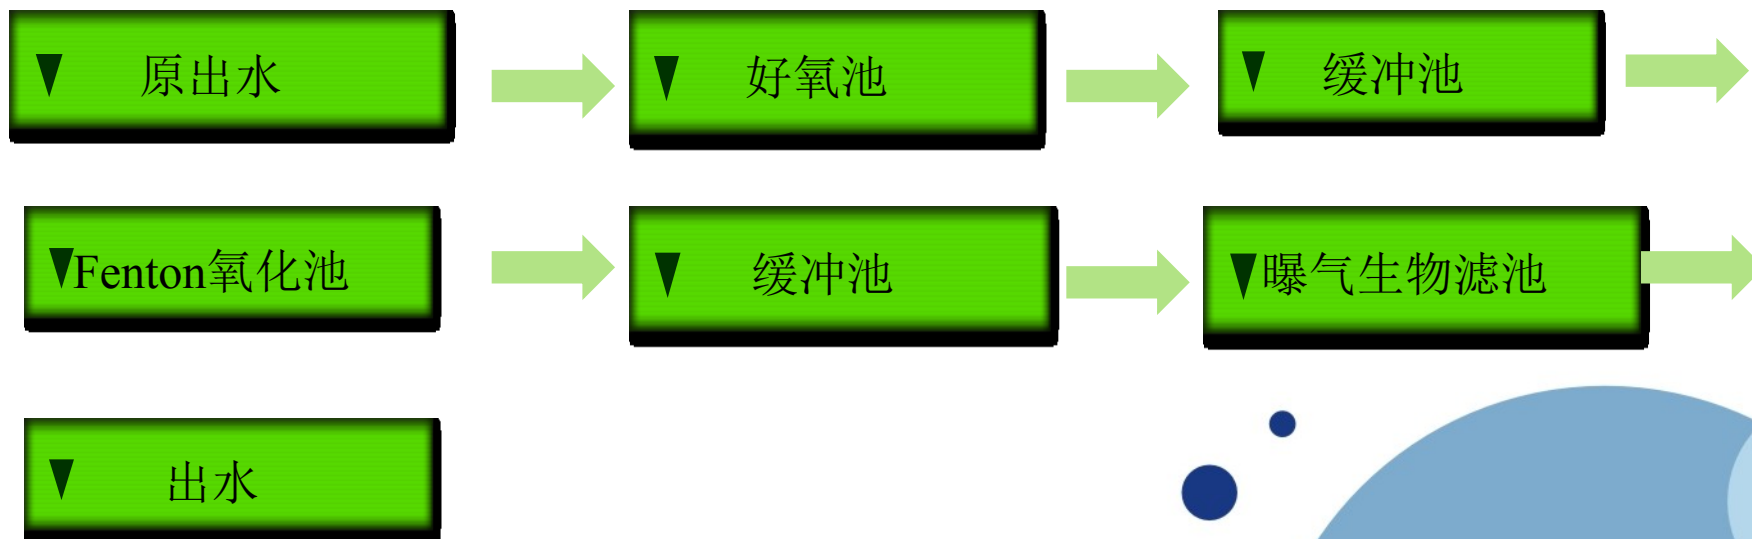 原出水
好氧池
缓冲池
Fenton氧化池
缓冲池
曝气生物滤池
出水